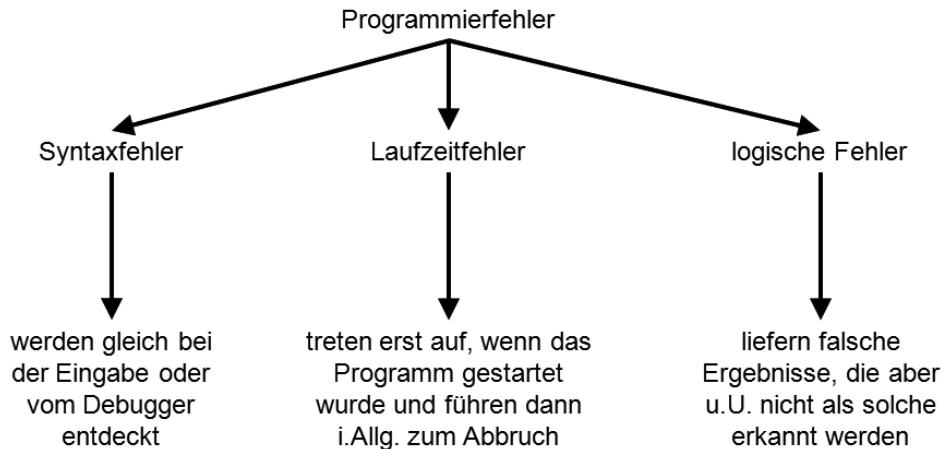 Programmierfehler
Syntaxfehler
Laufzeitfehler
logische Fehler
werden gleich bei
der Eingabe oder
vom Debugger
entdeckt
treten erst auf, wenn das
Programm gestartet
wurde und führen dann
i.Allg. zum Abbruch
liefern falsche
Ergebnisse, die aber
u.U. nicht als solche
erkannt werden